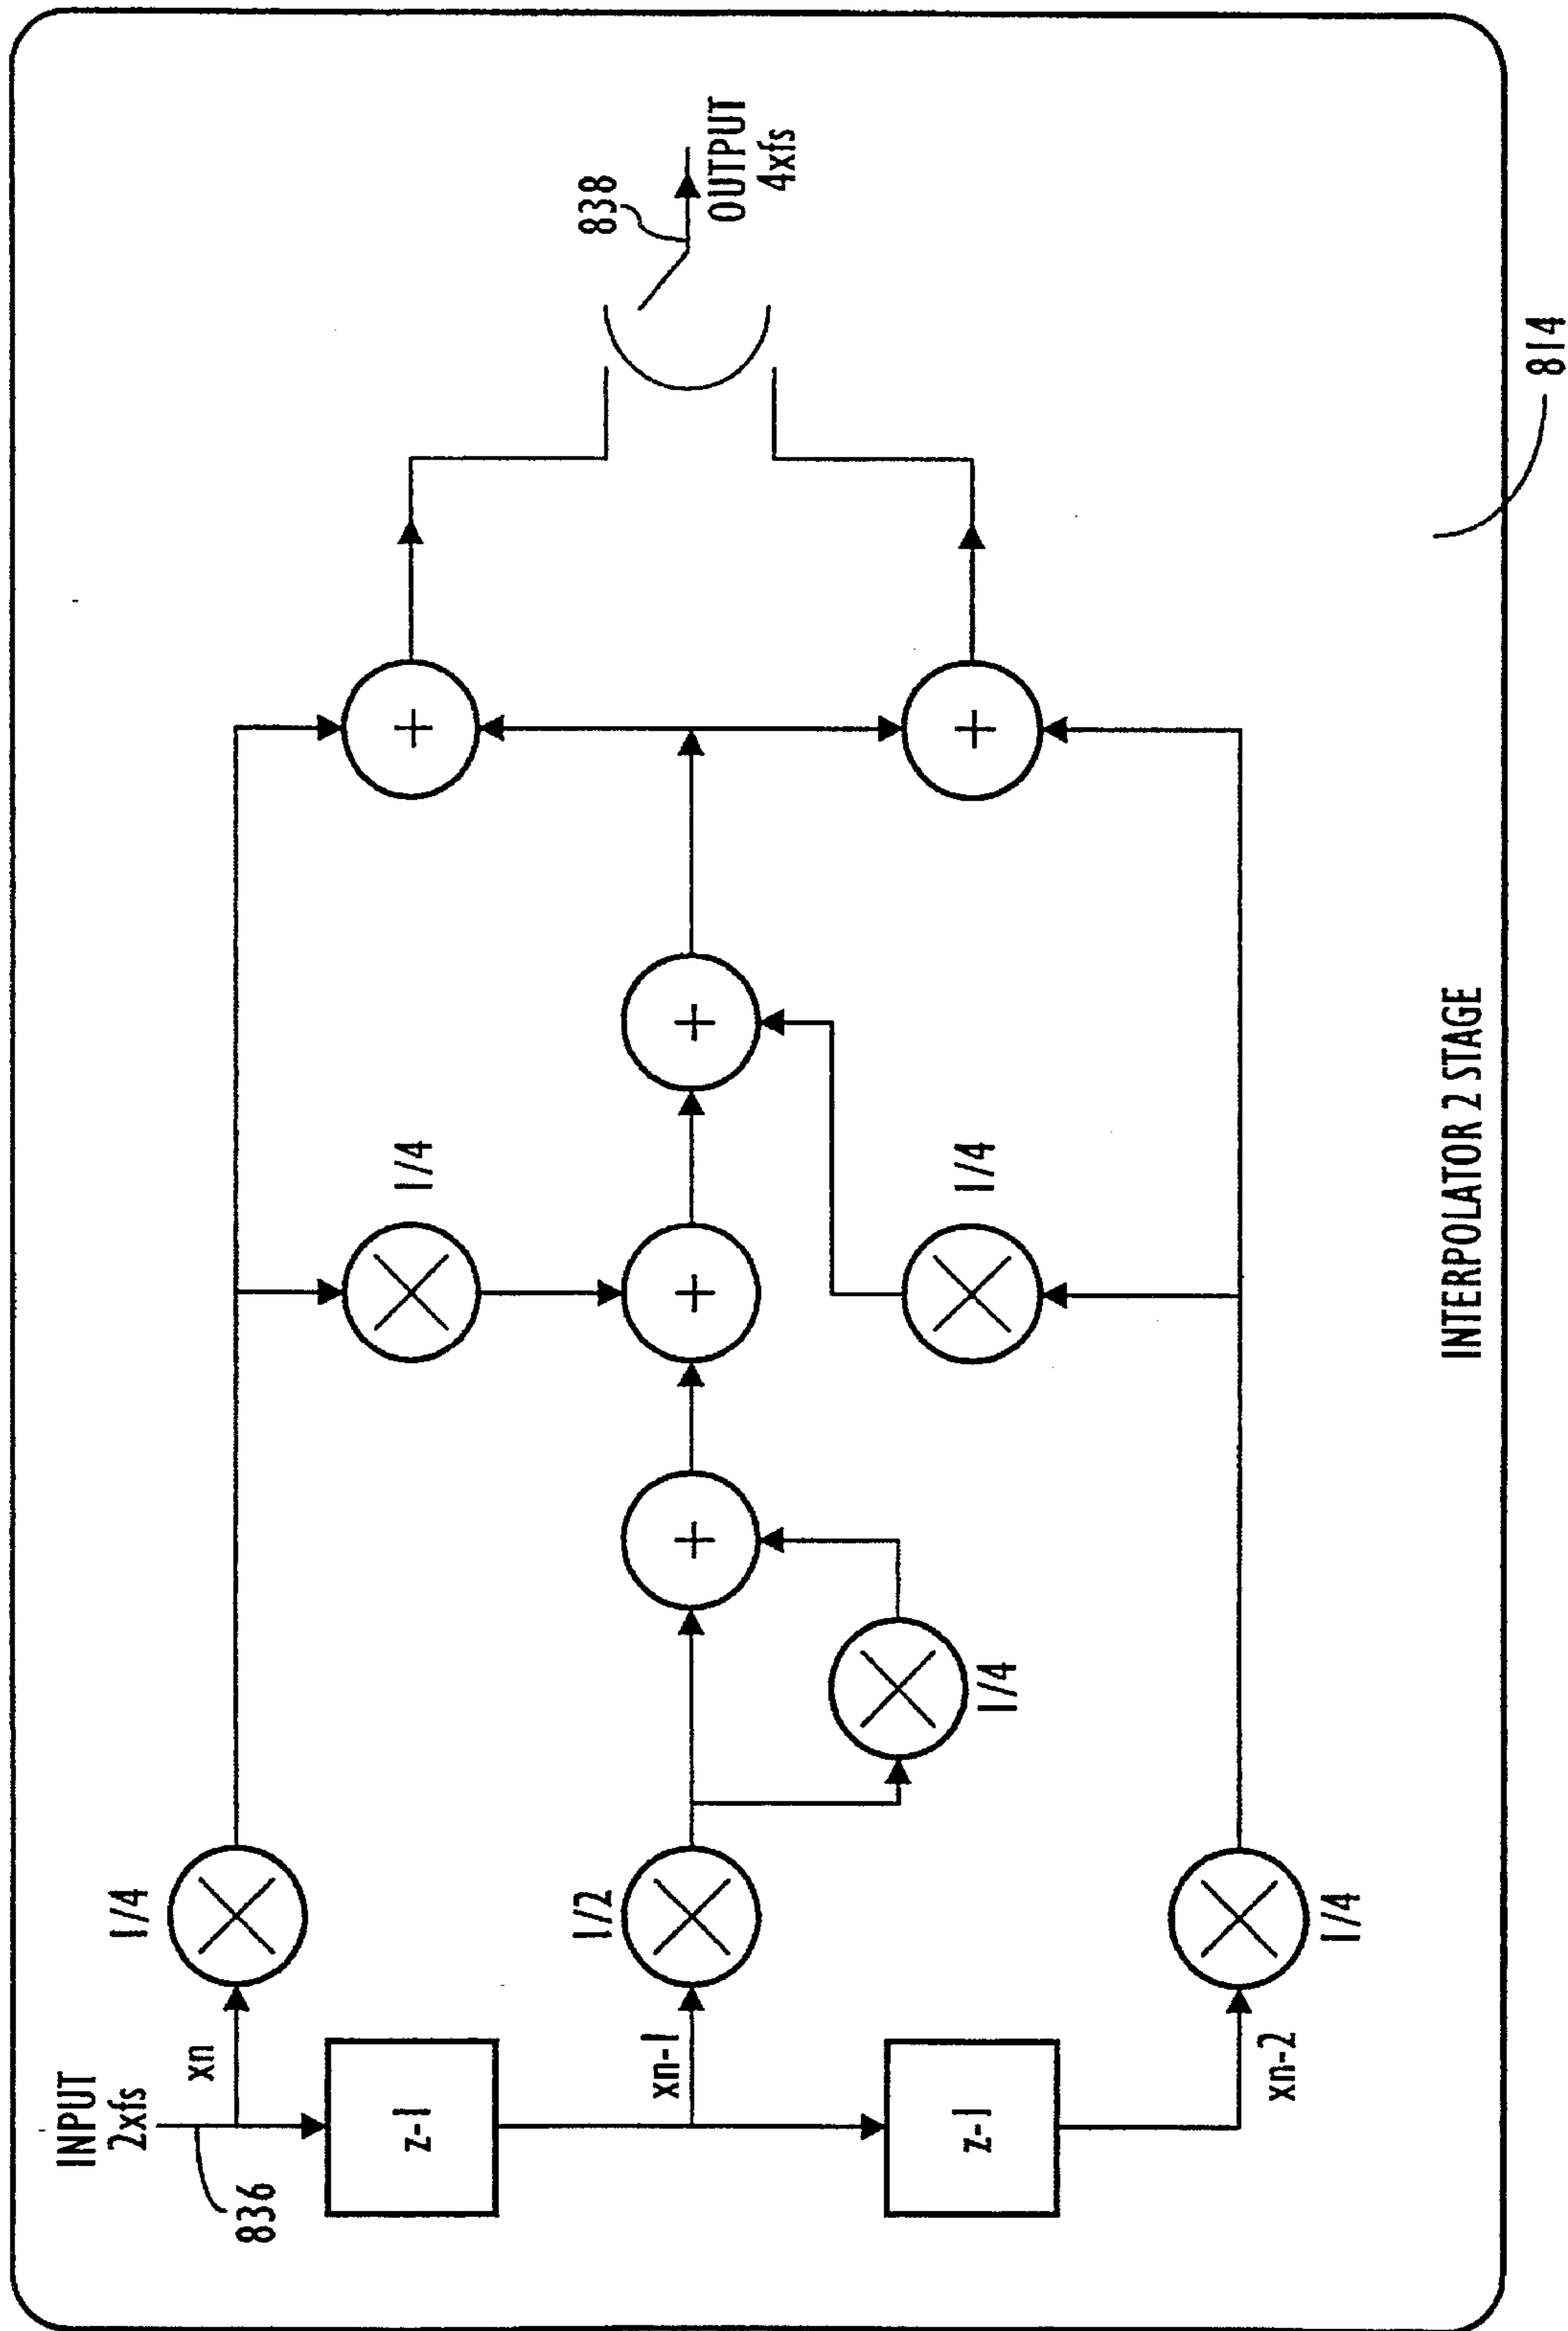 INPUT
2xfs
836
xn
z-1
xn-1
z-1
xn-2
1/4
1/2
1/4
1/4
1/4
1/4
+
+
+
+
+
838
OUTPUT
4xfs
INTERPOLATOR 2 STAGE
814